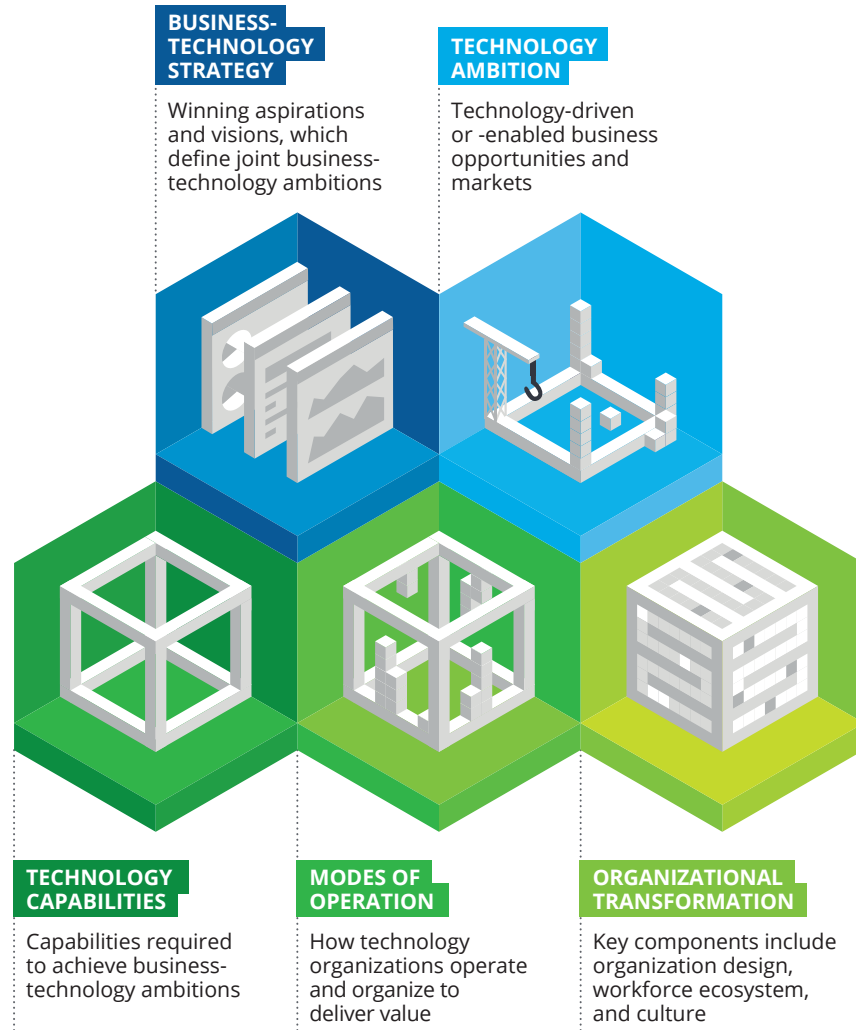 BUSINESS-
TECHNOLOGY
STRATEGY
Winning aspirations
and visions, which
define joint business-
technology ambitions
TECHNOLOGY
AMBITION
Technology-driven
or -enabled business
opportunities and
markets
TECHNOLOGY
CAPABILITIES
Capabilities required
to achieve business-
technology ambitions
MODES OF
OPERATION
How technology
organizations operate
and organize to
deliver value
ORGANIZATIONAL
TRANSFORMATION
Key components include
organization design,
workforce ecosystem,
and culture